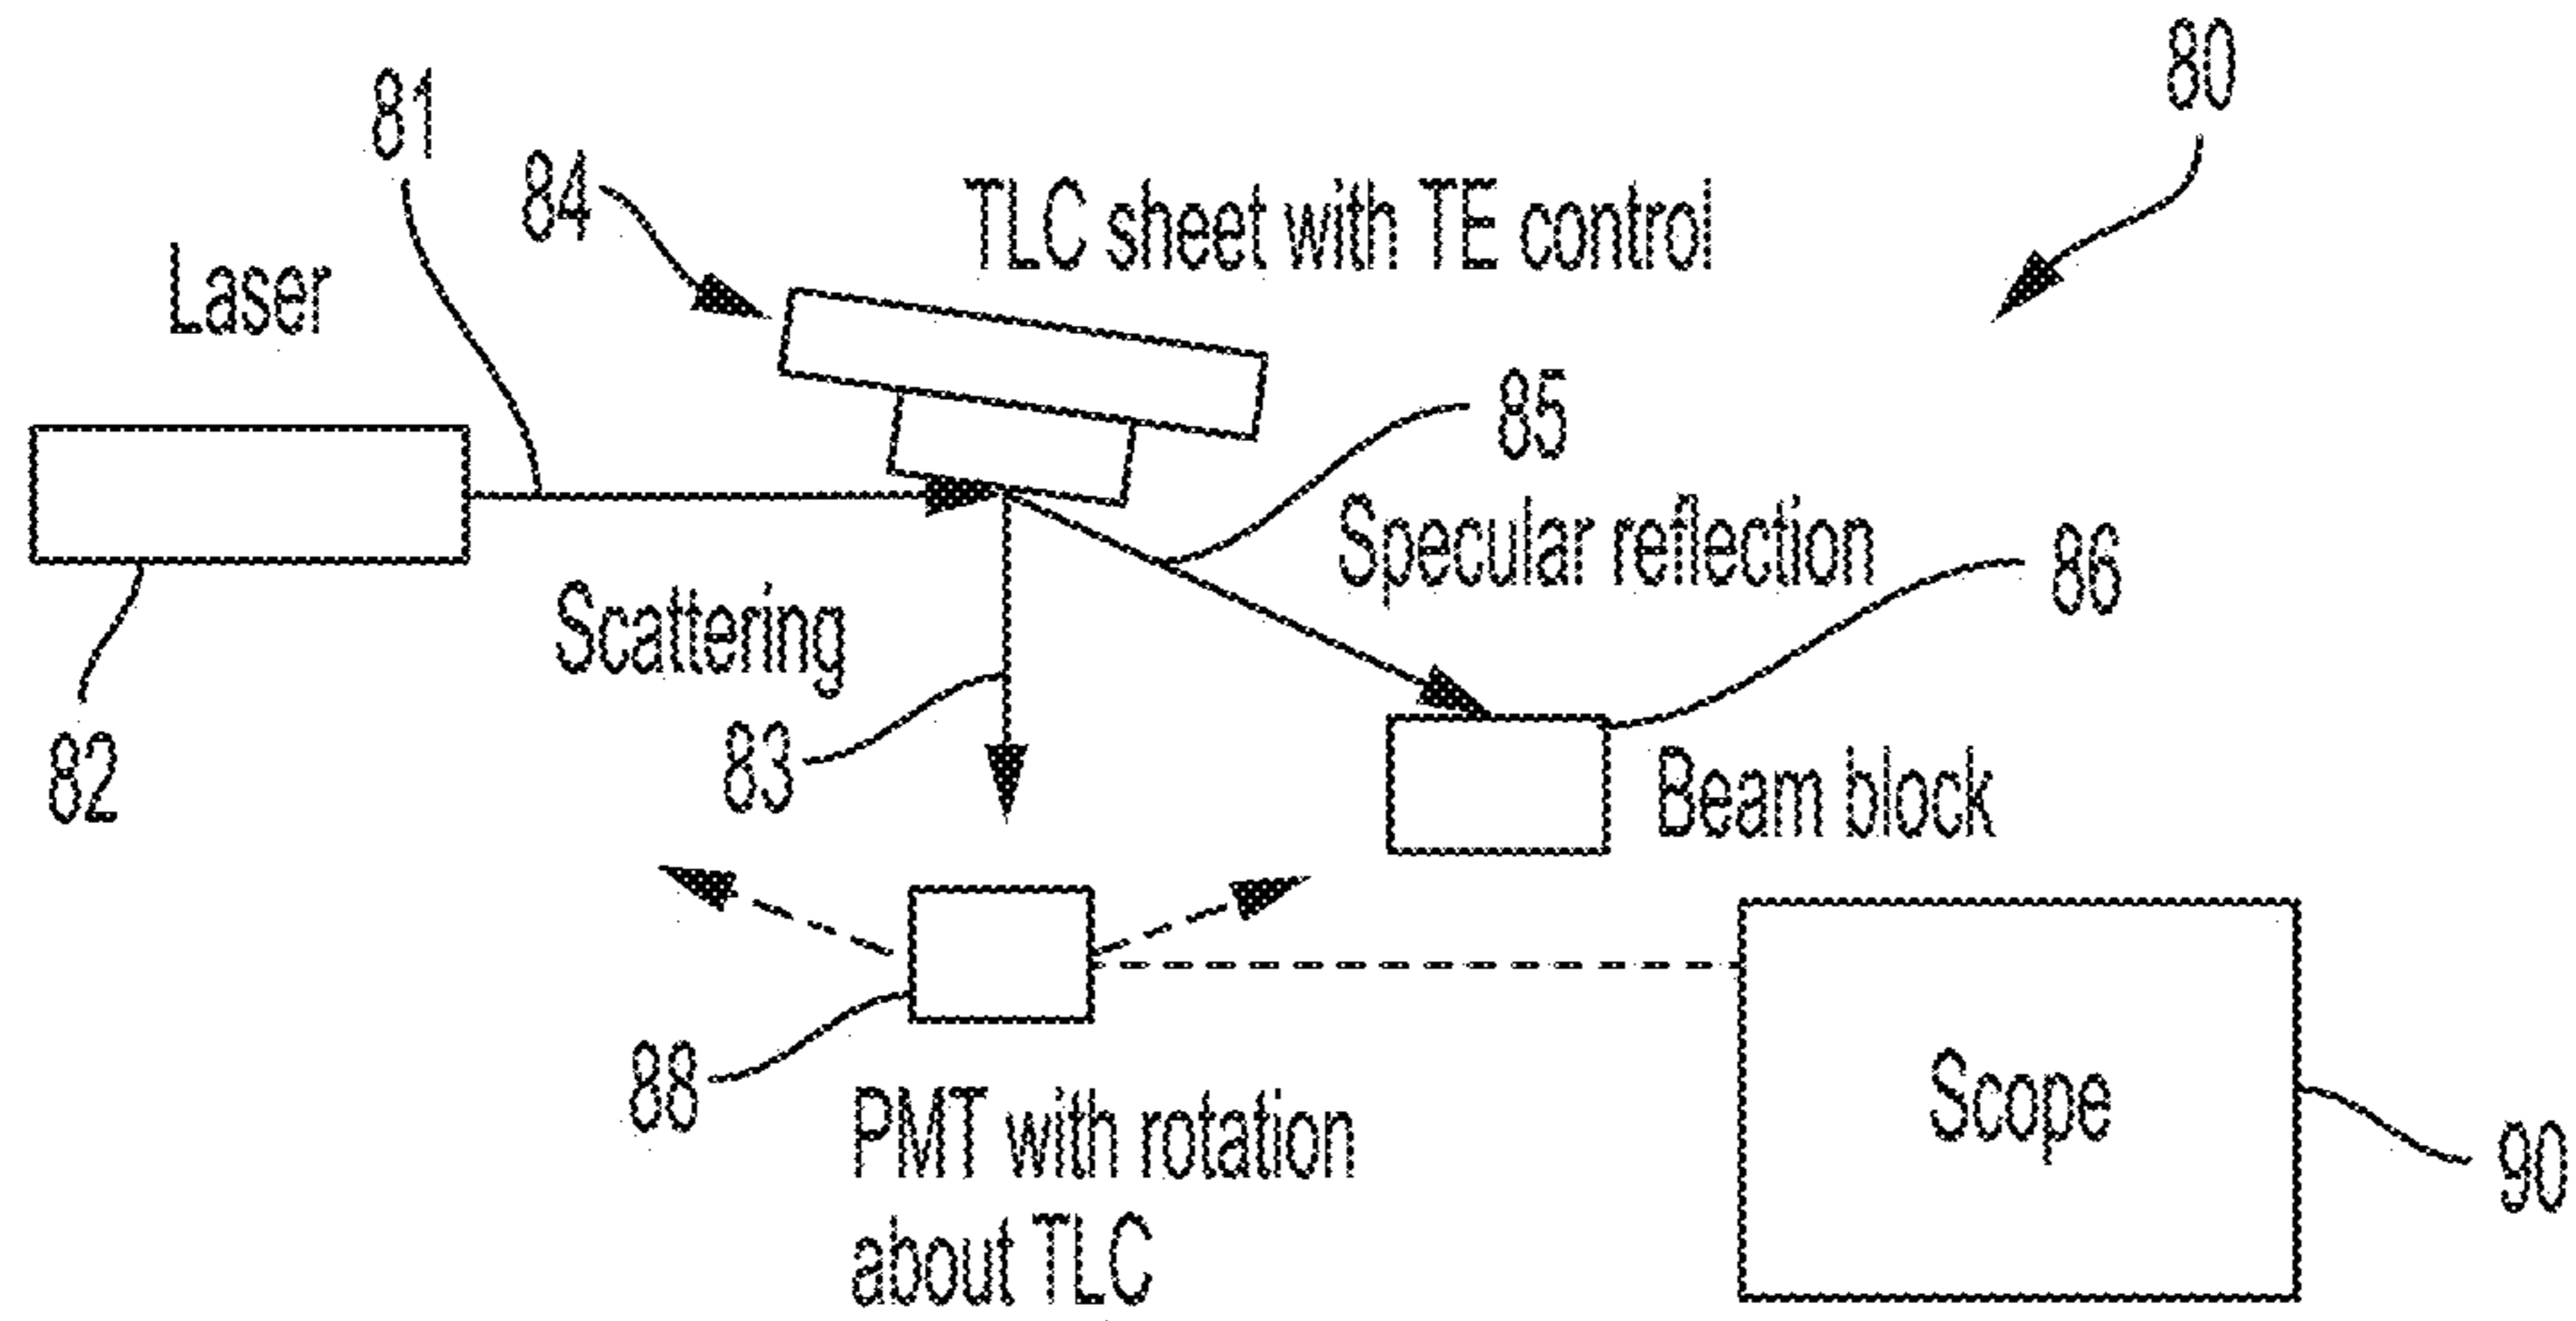 80
81
84
TLC sheet with TE control
Laser
85
Specular reflection
86
Scattering
82
83
Beam block
88
PMT with rotation
about TLC
Scope
90